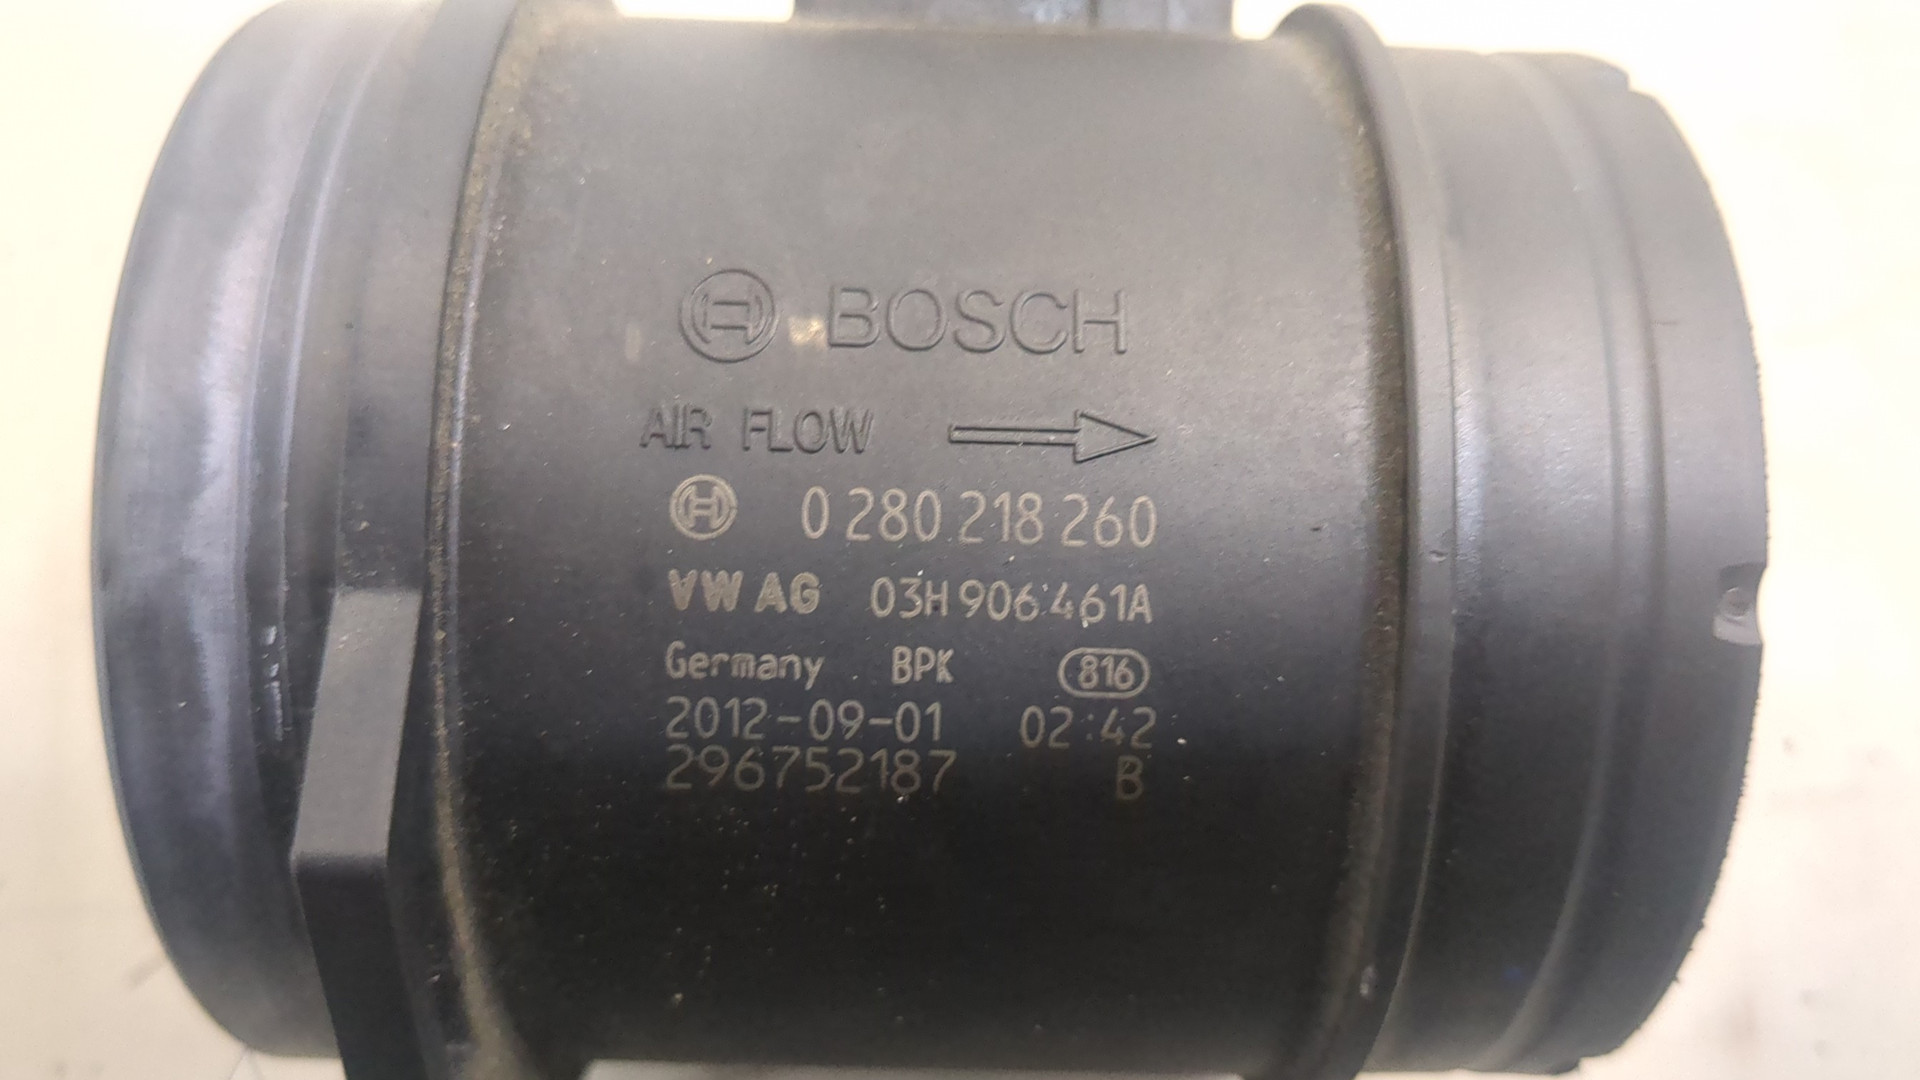 BOSCH
AIR FLOW
0 280 218 260
VW AG 03H 906 461A
Germany BPK 816
2012-09-01 02:42
296752187 B